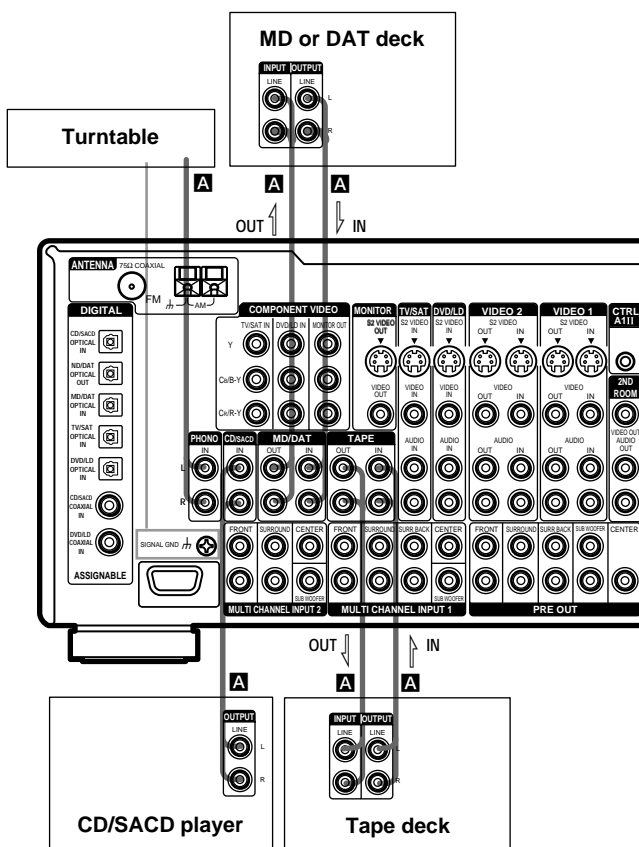 MD or DAT deck
INPUT OUTPUT
LINE LINE
L
R
Turntable
A A A
OUT IN
ANTENNA 75Ω COAXIAL
FM
AM
DIGITAL
CD/SACD OPTICAL IN
ND/DAT OPTICAL OUT
MD/DAT OPTICAL IN
TV/SAT OPTICAL IN
DVD/LD OPTICAL IN
CD/SACD COAXIAL IN
DVD/LD COAXIAL IN
ASSIGNABLE
COMPONENT VIDEO
TV/SAT IN DVD/LD IN MONITOR OUT
Y
CB/B-Y
CR/R-Y
MONITOR TV/SAT DVD/LD VIDEO 2 VIDEO 1 CTRL A1II
S2 VIDEO OUT S2 VIDEO IN S2 VIDEO IN S2 VIDEO S2 VIDEO
OUT IN OUT IN
2ND ROOM
VIDEO OUT VIDEO IN VIDEO IN VIDEO VIDEO
OUT IN OUT IN
VIDEO OUT
AUDIO OUT
PHONO CD/SACD MD/DAT TAPE
IN IN OUT IN OUT IN
AUDIO IN AUDIO IN AUDIO AUDIO
OUT IN OUT IN
L
R
SIGNAL GND
FRONT SURROUND CENTER FRONT SURROUND SURR BACK CENTER FRONT SURROUND SURR BACK SUB WOOFER CENTER
SUB WOOFER SUB WOOFER
MULTI CHANNEL INPUT 2 MULTI CHANNEL INPUT 1 PRE OUT
OUT IN
A A A
OUTPUT
LINE
L
R
CD/SACD player
INPUT OUTPUT
LINE LINE
L
R
Tape deck